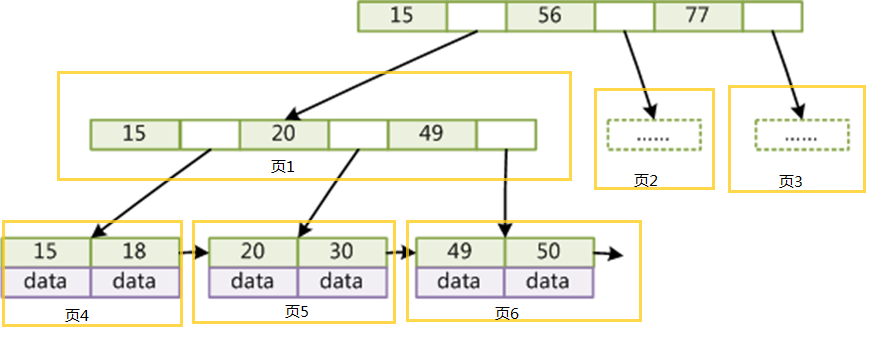 15 56 77
15 20 49
...... ......
页1 页2 页3
15 18 20 30 49 50
data data data data data data
页4 页5 页6